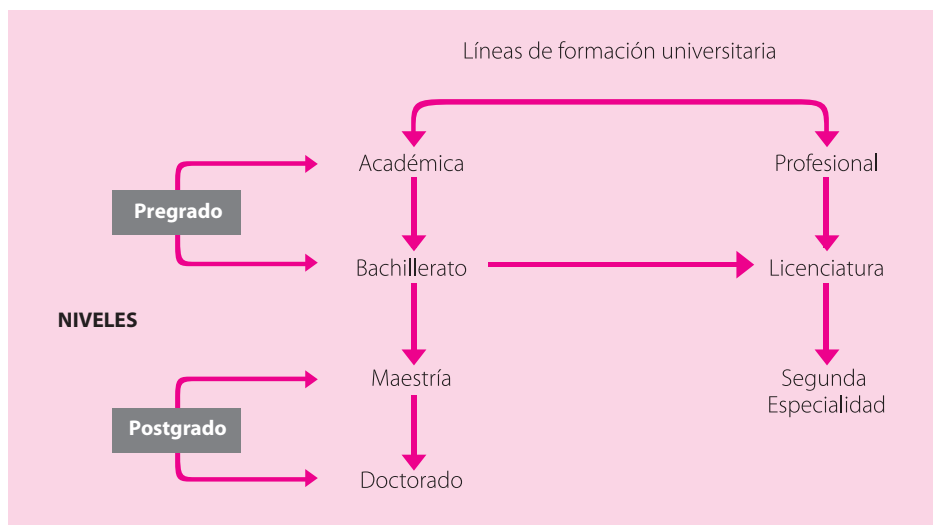 Líneas de formación universitaria
Académica
Profesional
Pregrado
Bachillerato
Licenciatura
NIVELES
Maestría
Segunda
Especialidad
Postgrado
Doctorado